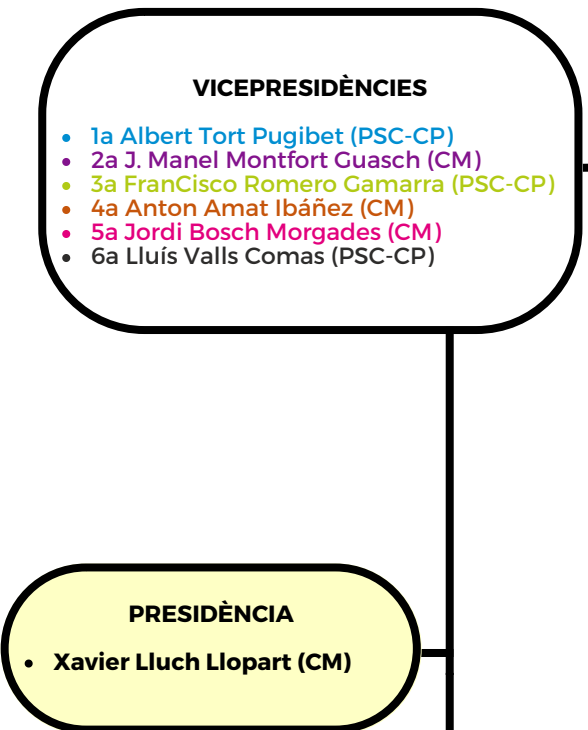 VICEPRESIDÈNCIES
• 1a Albert Tort Pugibet (PSC-CP)
• 2a J. Manel Montfort Guasch (CM)
• 3a FranCisco Romero Gamarra (PSC-CP)
• 4a Anton Amat Ibáñez (CM)
• 5a Jordi Bosch Morgades (CM)
• 6a Lluís Valls Comas (PSC-CP)
PRESIDÈNCIA
• Xavier Lluch Llopart (CM)